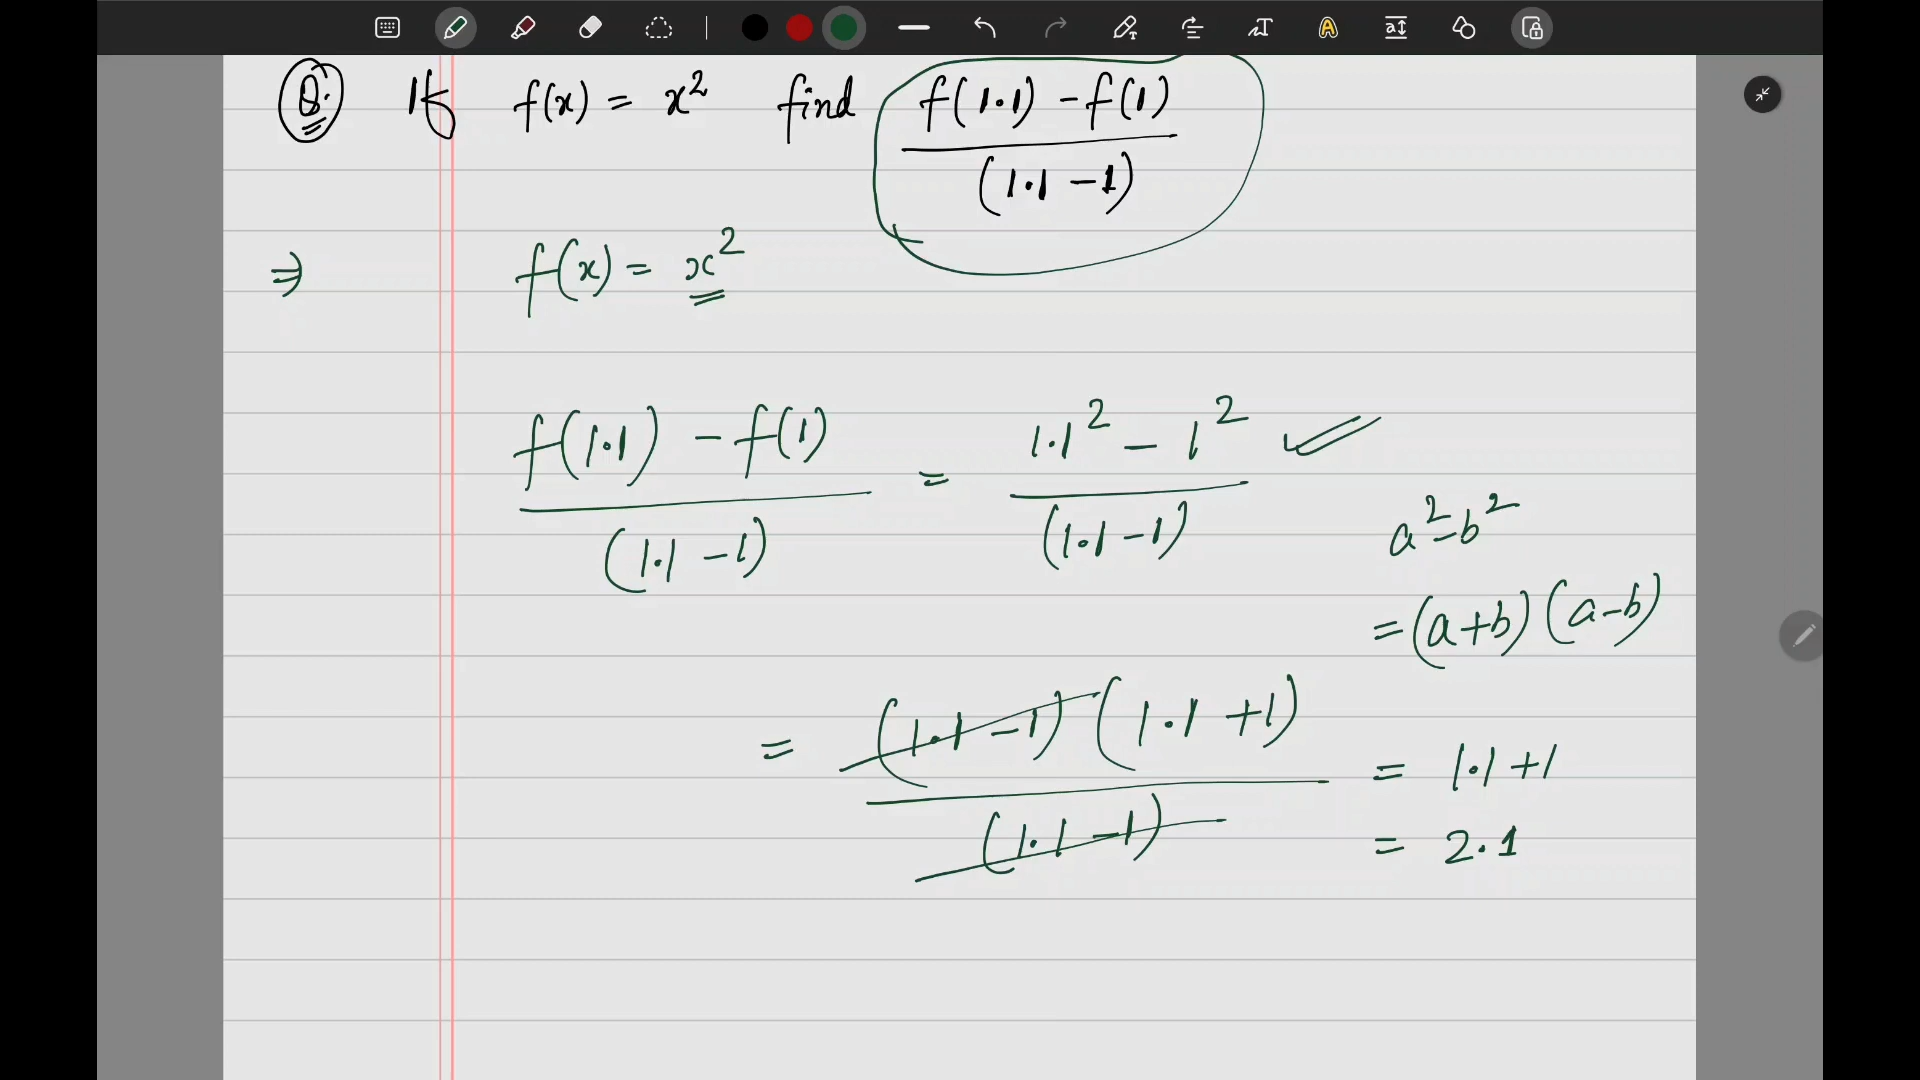 Q. If f(x) = x² find f(1.1) - f(1)
(1.1 - 1)
⇒ f(x) = x²
f(1.1) - f(1) = 1.1² - 1²
(1.1 - 1) (1.1 - 1)
a² - b²
= (a+b) (a-b)
= (1.1 - 1) (1.1 + 1)
(1.1 - 1)
= 1.1 + 1
= 2.1